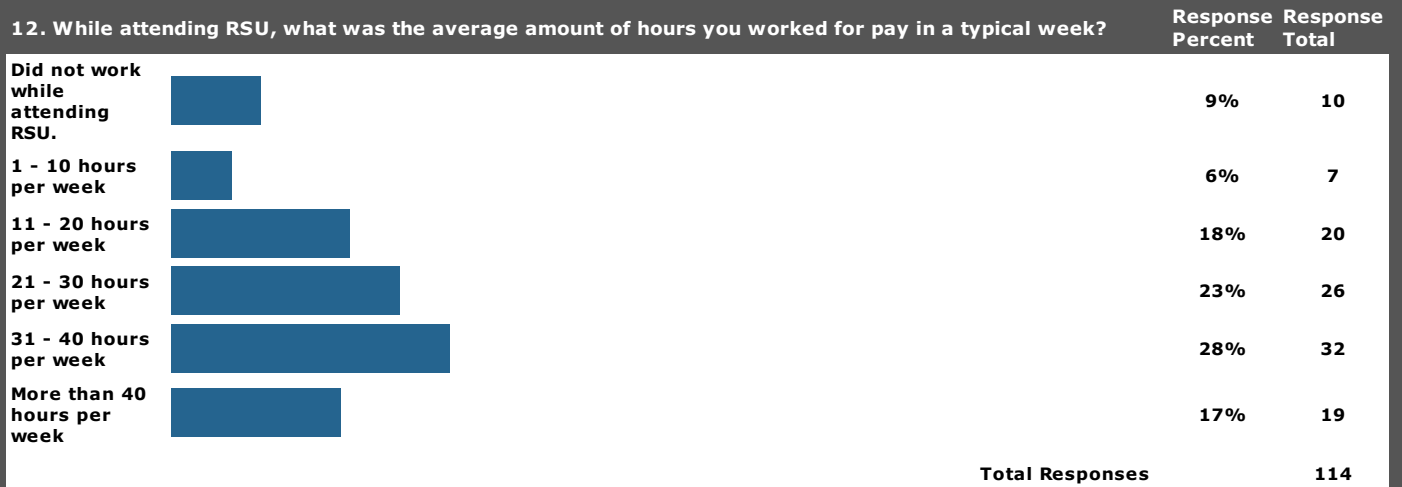 12. While attending RSU, what was the average amount of hours you worked for pay in a typical week?
Response Response
Percent Total
Did not work
while
attending
RSU.
9% 10
1 - 10 hours
per week
6% 7
11 - 20 hours
per week
18% 20
21 - 30 hours
per week
23% 26
31 - 40 hours
per week
28% 32
More than 40
hours per
week
17% 19
Total Responses 114